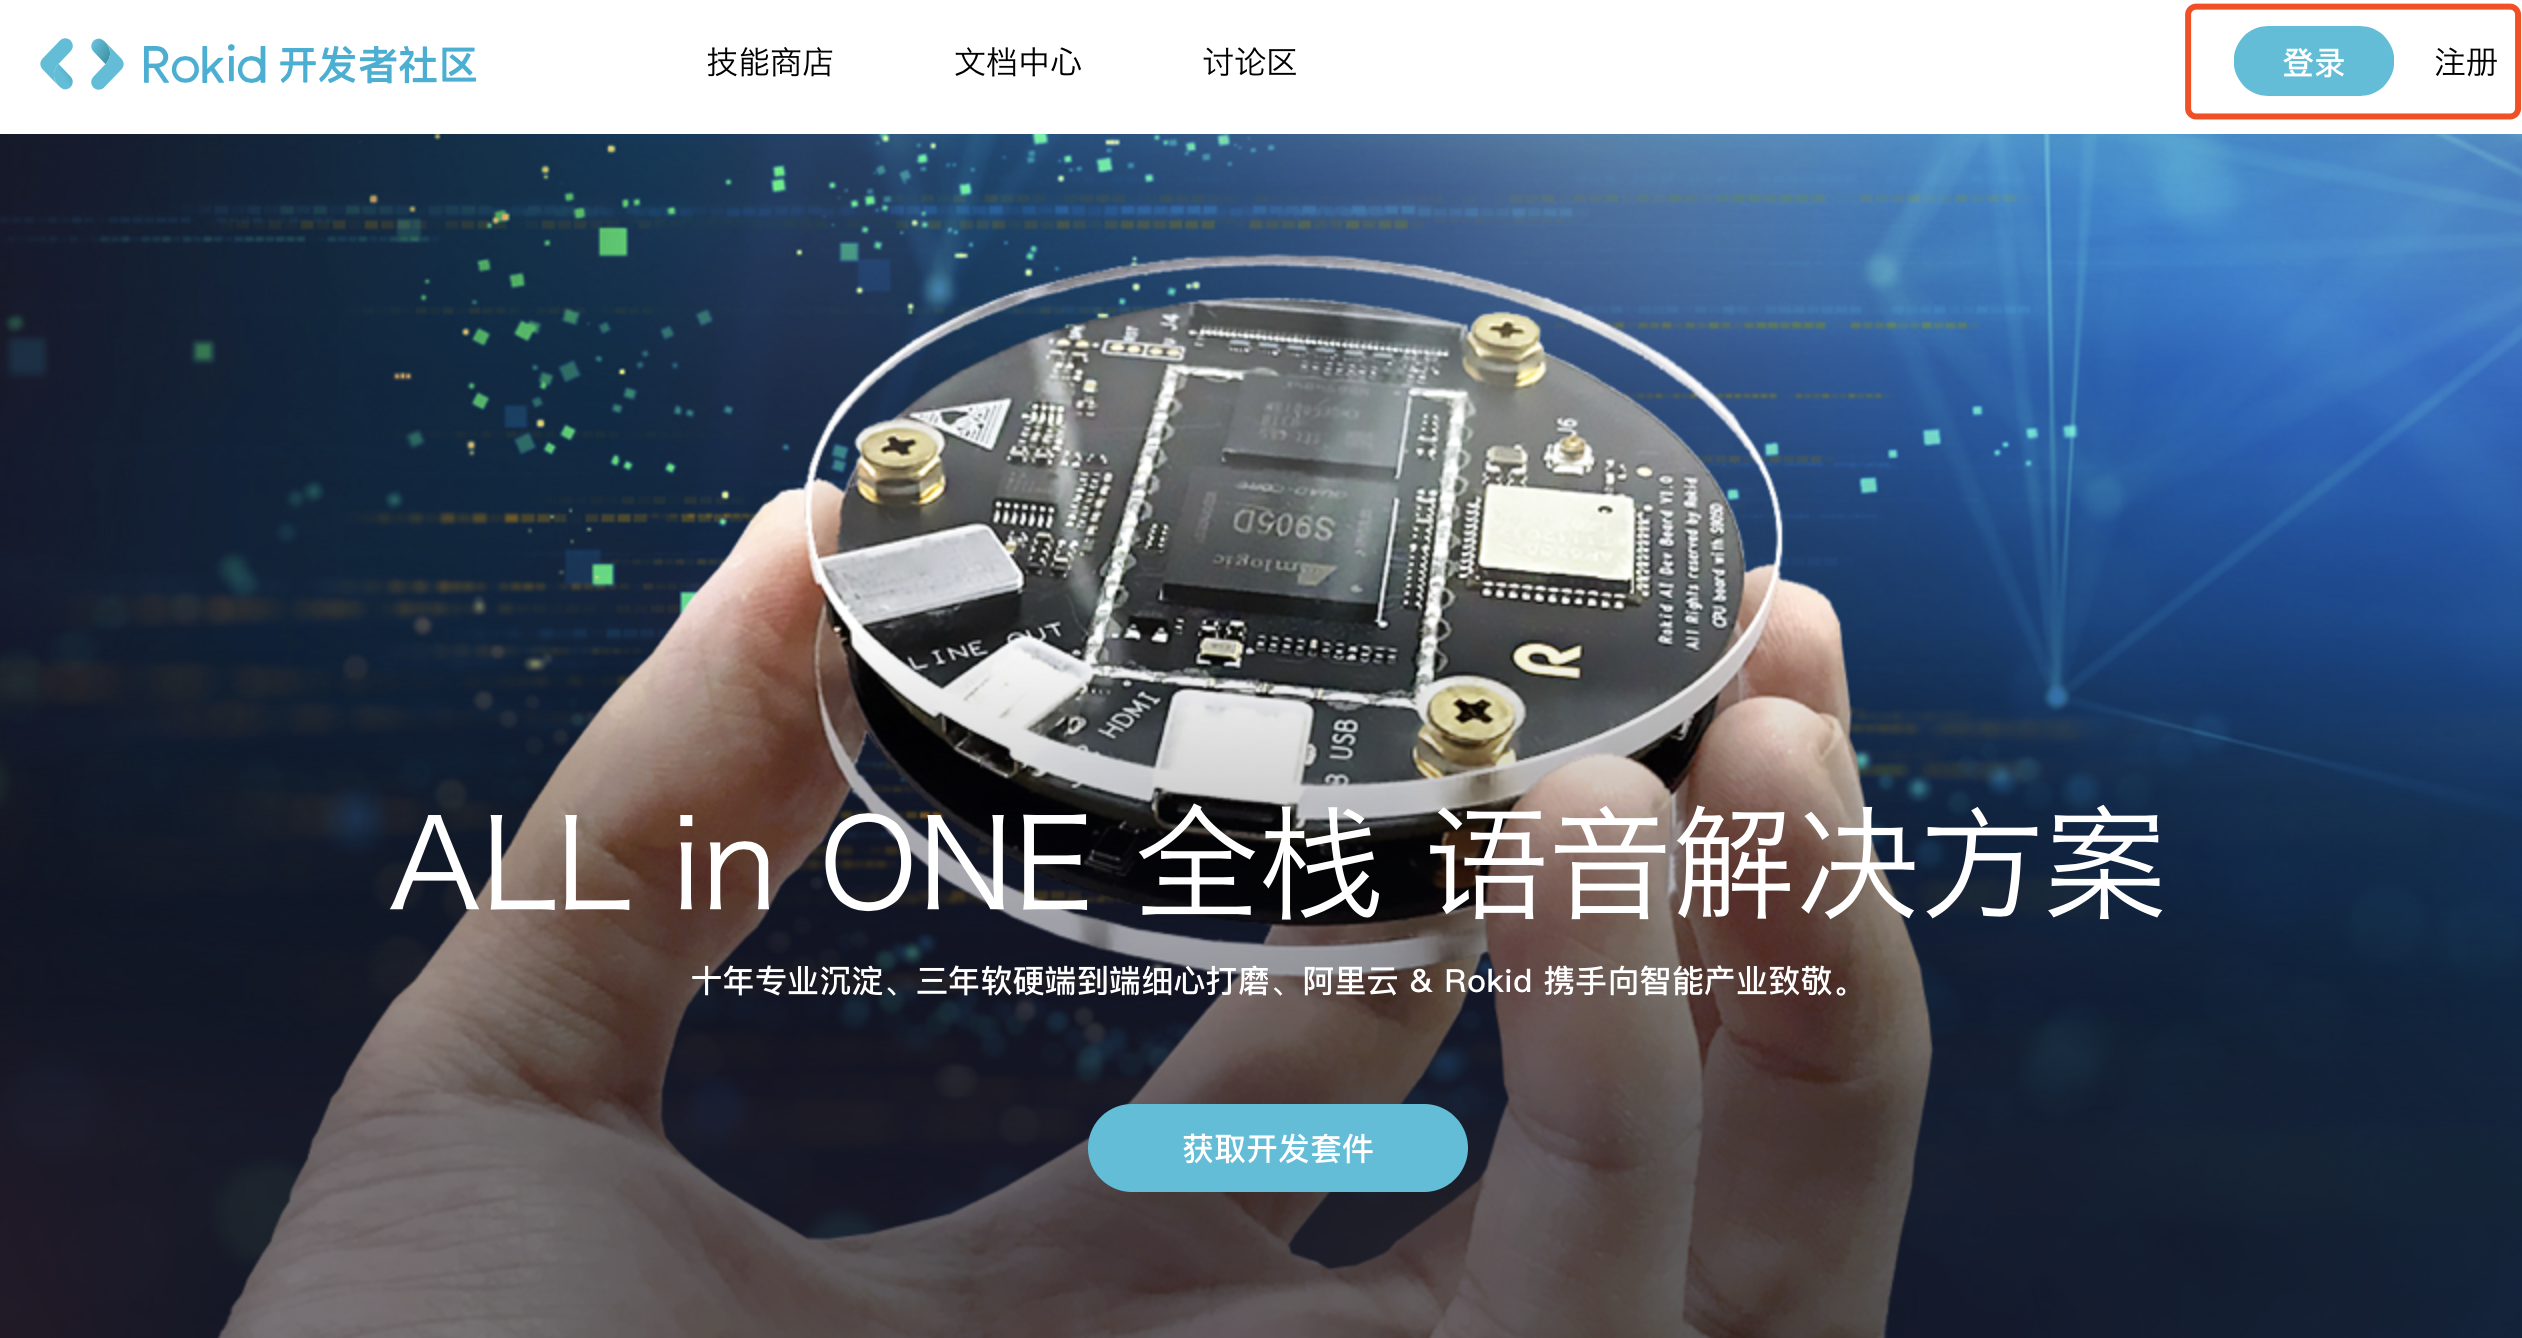 Rokid 开发者社区
技能商店
文档中心
讨论区
登录
注册
J4
J6
S905D
Amlogic
Rokid AI Dev Board V1.0
All Rights reserved by Rokid
CPU board with S905D
LINE OUT
HDMI
USB
R
ALL in ONE 全栈 语音解决方案
十年专业沉淀、三年软硬端到端细心打磨、阿里云 & Rokid 携手向智能产业致敬。
获取开发套件